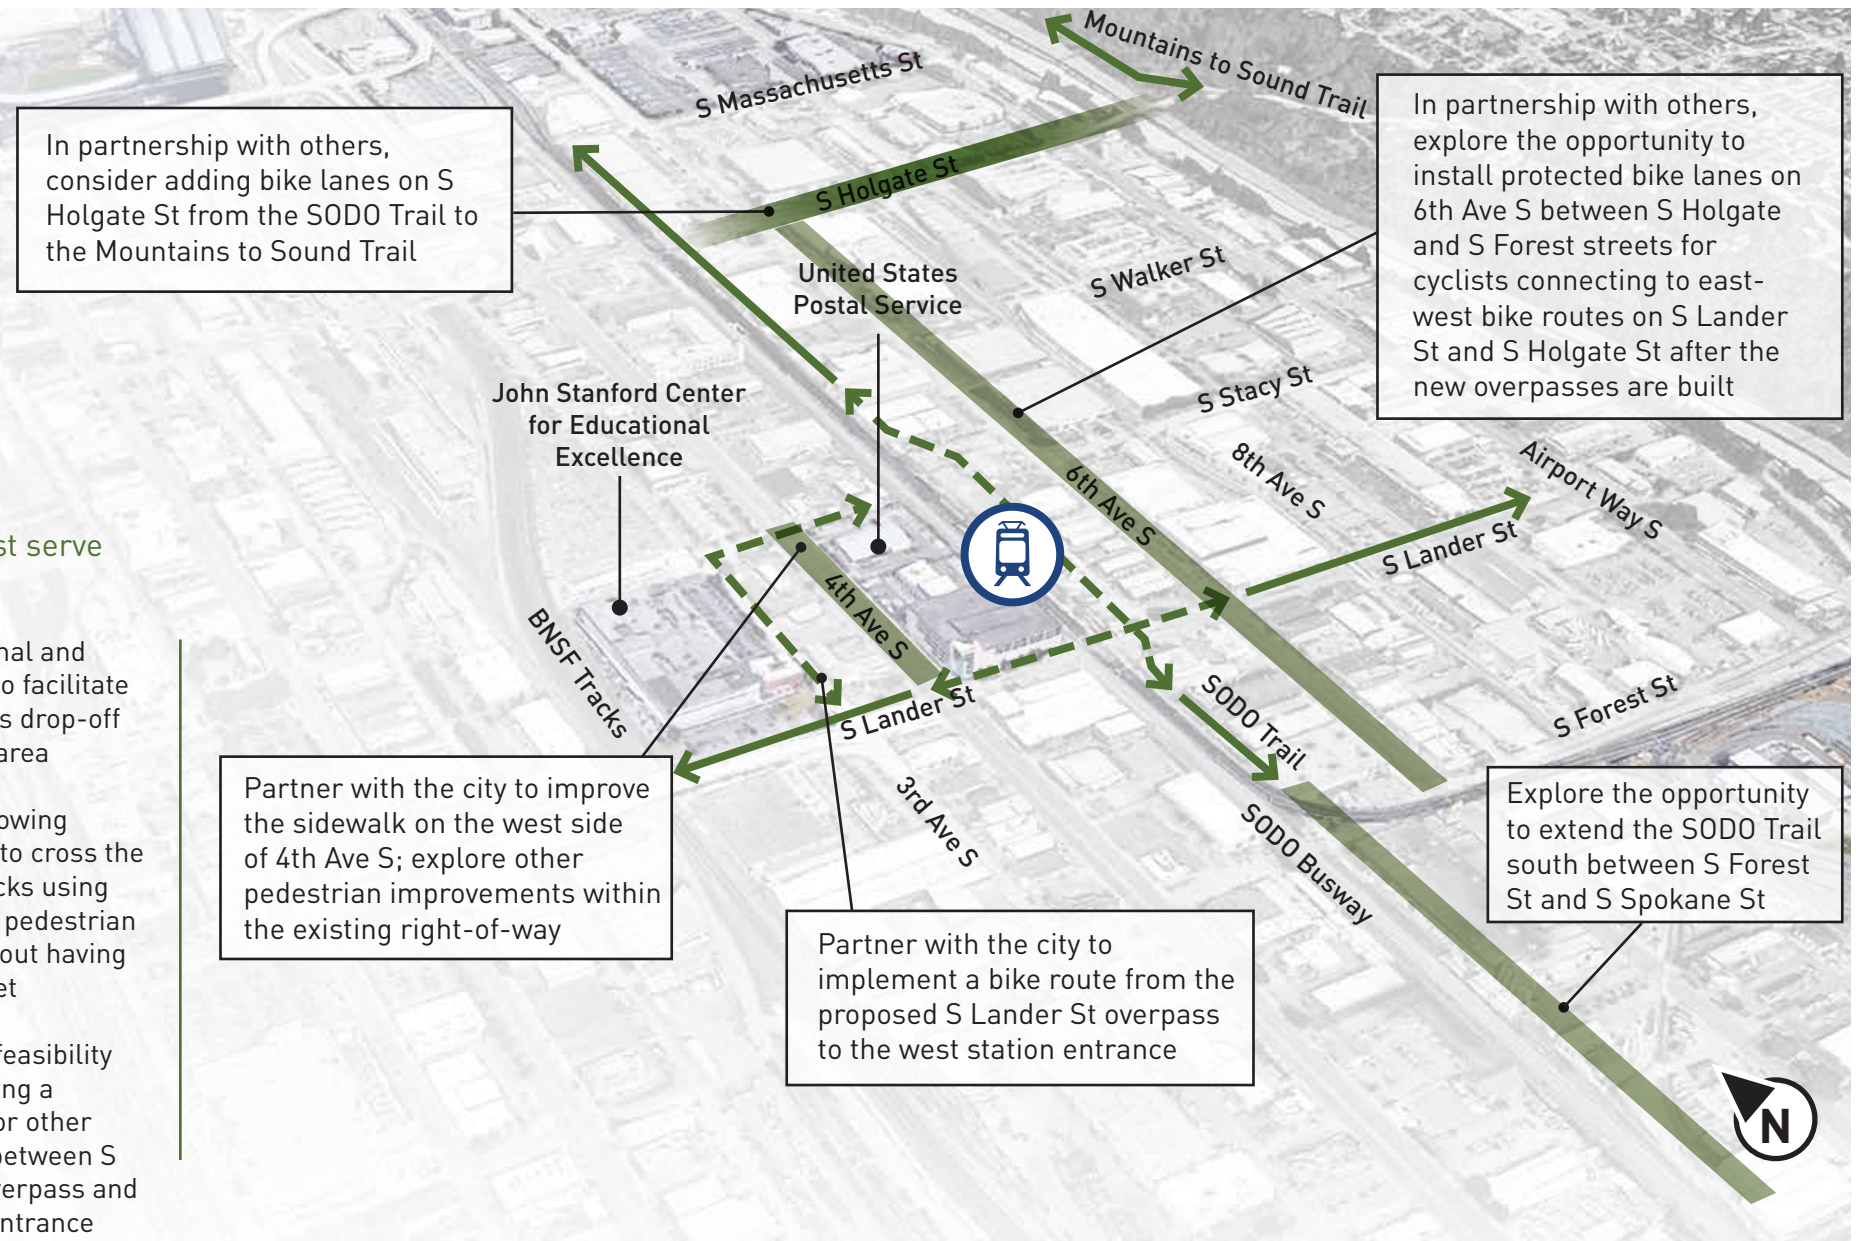 Mountains to Sound Trail
S Massachusetts St
In partnership with others,
consider adding bike lanes on S
Holgate St from the SODO Trail to
the Mountains to Sound Trail
S Holgate St
In partnership with others,
explore the opportunity to
install protected bike lanes on
6th Ave S between S Holgate
and S Forest streets for
cyclists connecting to east-
west bike routes on S Lander
St and S Holgate St after the
new overpasses are built
S Walker St
United States
Postal Service
John Stanford Center
for Educational
Excellence
S Stacy St
8th Ave S
6th Ave S
Airport Way S
S Lander St
4th Ave S
BNSF Tracks
S Lander St
SODO Trail
S Forest St
3rd Ave S
SODO Busway
Partner with the city to improve
the sidewalk on the west side
of 4th Ave S; explore other
pedestrian improvements within
the existing right-of-way
Partner with the city to
implement a bike route from the
proposed S Lander St overpass
to the west station entrance
Explore the opportunity
to extend the SODO Trail
south between S Forest
St and S Spokane St
N
st serve
nal and
o facilitate
s drop-off
area
owing
to cross the
cks using
pedestrian
out having
et
feasibility
ng a
or other
between S
verpass and
ntrance